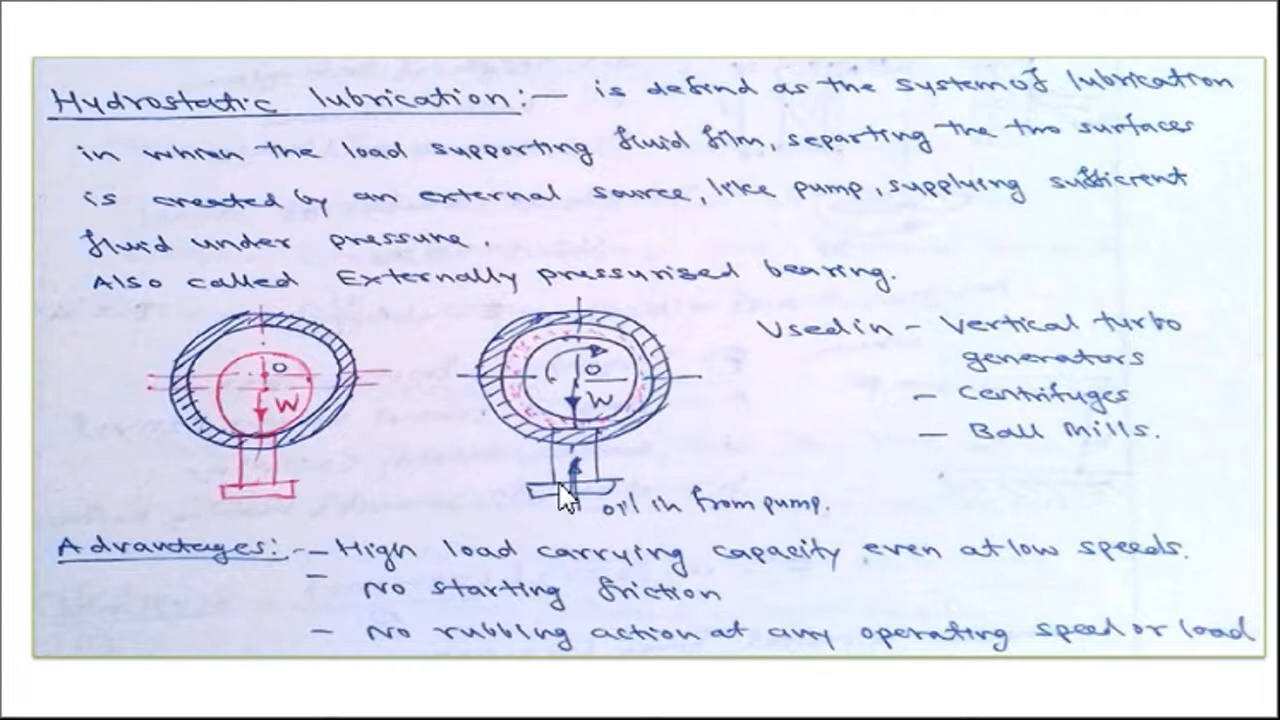 Hydrostatic lubrication:— is defind as the system of lubrication
in which the load supporting fluid film, separting the two surfaces
is created by an external source, like pump, supplying sufficient
fluid under pressure.
Also called Externally pressurised bearing.
Used in — Vertical turbo
generators
— Centrifuges
— Ball Mills.
O
W
O
W
oil in from pump.
Advantages:-— High load carrying capacity even at low speeds.
— No starting friction
— No rubbing action at any operating speed or load